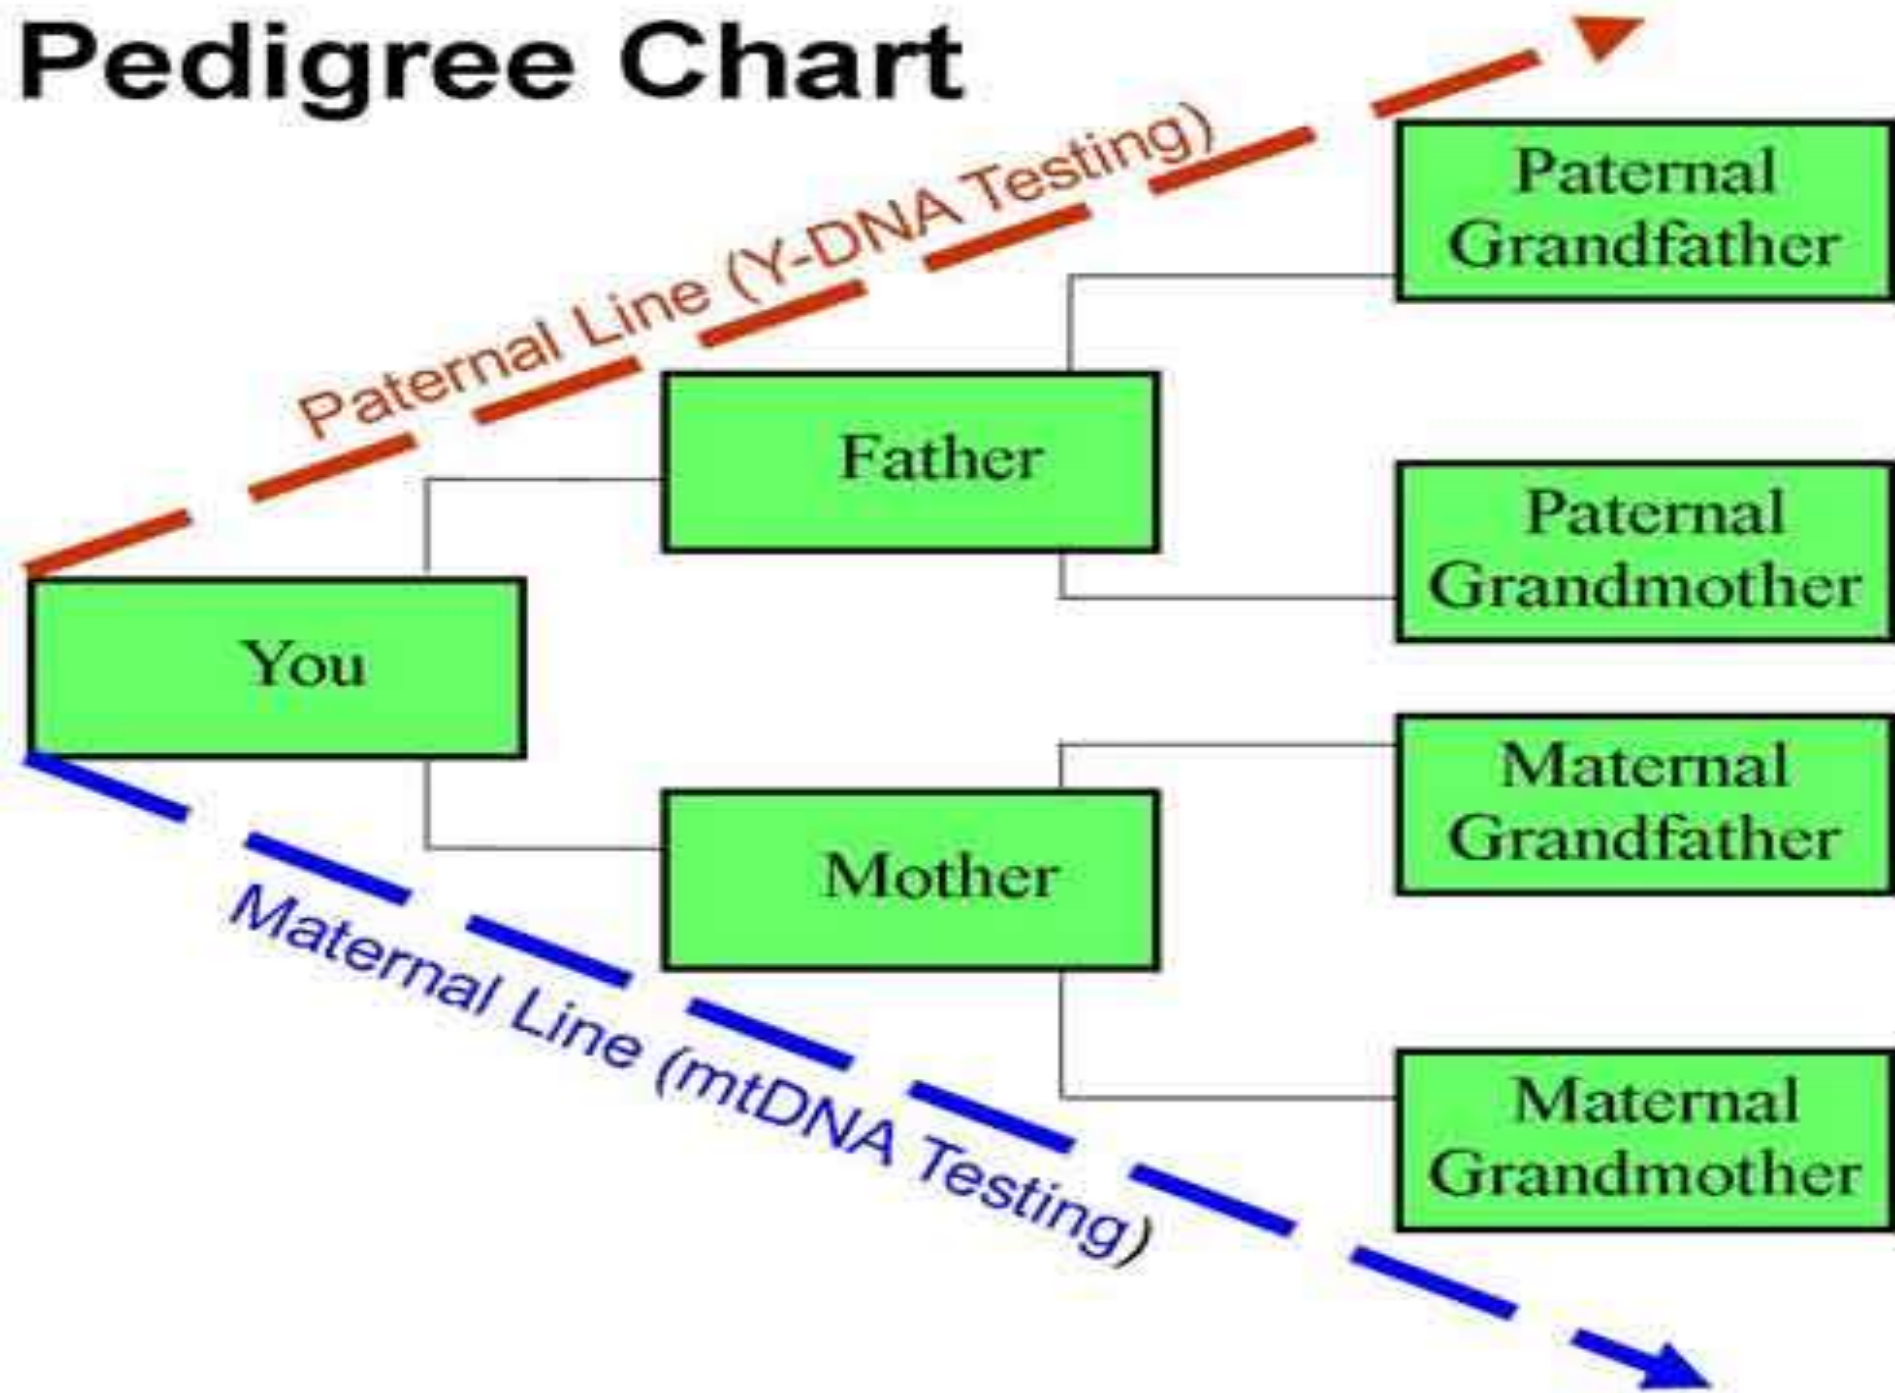 Pedigree Chart
Paternal Line (Y-DNA Testing)
Paternal
Grandfather
Father
Paternal
Grandmother
You
Maternal
Grandfather
Mother
Maternal Line (mtDNA Testing)
Maternal
Grandmother